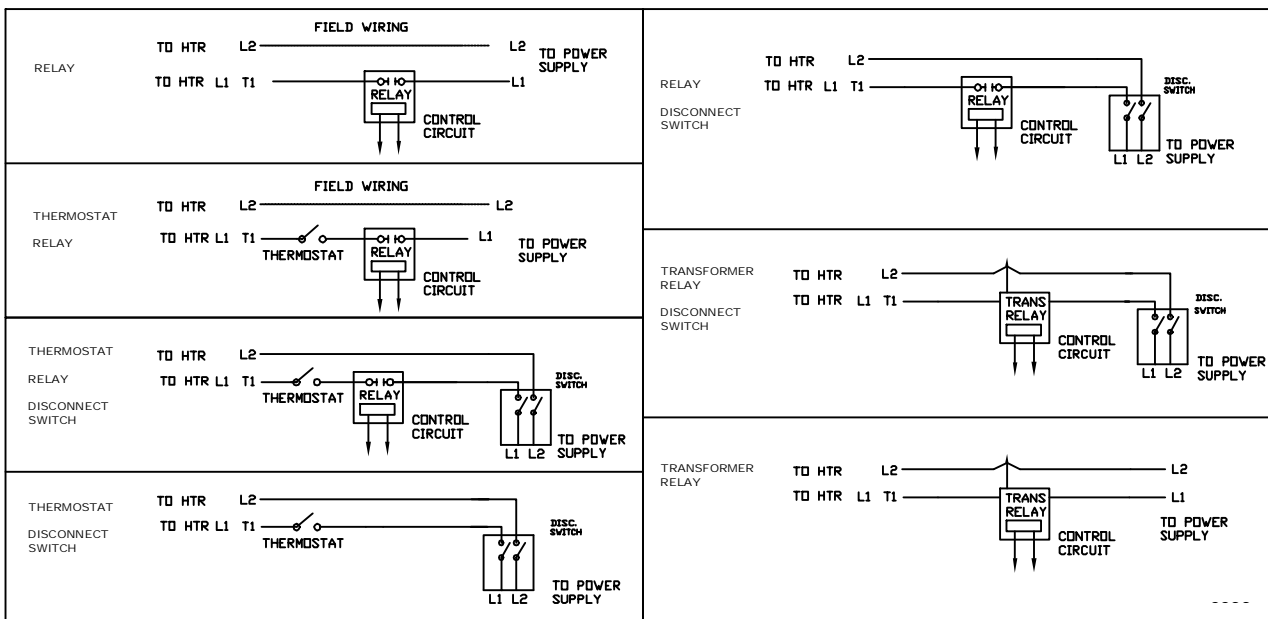 FIELD WIRING
RELAY
TO HTR L2 L2 TO POWER
SUPPLY
TO HTR L1 T1 L1
RELAY
CONTROL
CIRCUIT
FIELD WIRING
THERMOSTAT
RELAY
TO HTR L2 L2
TO HTR L1 T1 L1
THERMOSTAT
RELAY
TO POWER
SUPPLY
CONTROL
CIRCUIT
THERMOSTAT
RELAY
DISCONNECT
SWITCH
TO HTR L2
TO HTR L1 T1
THERMOSTAT
RELAY
CONTROL
CIRCUIT
DISC.
SWITCH
L1 L2
TO POWER
SUPPLY
THERMOSTAT
DISCONNECT
SWITCH
TO HTR L2
TO HTR L1 T1
THERMOSTAT
DISC.
SWITCH
L1 L2
TO POWER
SUPPLY
RELAY
DISCONNECT
SWITCH
TO HTR L2
TO HTR L1 T1
RELAY
CONTROL
CIRCUIT
DISC.
SWITCH
L1 L2
TO POWER
SUPPLY
TRANSFORMER
RELAY
DISCONNECT
SWITCH
TO HTR L2
TO HTR L1 T1
TRANS
RELAY
CONTROL
CIRCUIT
DISC.
SWITCH
L1 L2
TO POWER
SUPPLY
TRANSFORMER
RELAY
TO HTR L2 L2
TO HTR L1 T1 L1
TRANS
RELAY
CONTROL
CIRCUIT
TO POWER
SUPPLY